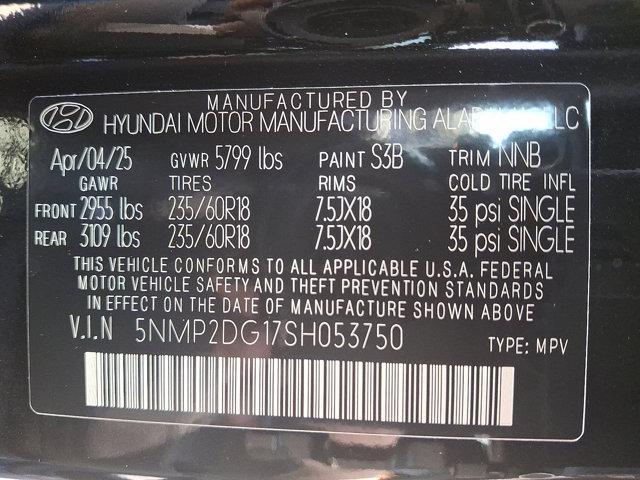 MANUFACTURED BY
HYUNDAI MOTOR MANUFACTURING LLC
Apr/04/25 GVWR 5799 lbs PAINT S3B TRIM NNB
GAWR TIRES RIMS COLD TIRE INFL
FRONT 2955 lbs 235/60R18 7.5JX18 35 psi SINGLE
REAR 3109 lbs 235/60R18 7.5JX18 35 psi SINGLE
THIS VEHICLE CONFORMS TO ALL APPLICABLE U.S.A. FEDERAL
MOTOR VEHICLE SAFETY AND THEFT PREVENTION STANDARDS
IN EFFECT ON THE DATE OF MANUFACTURE SHOWN ABOVE
V.I.N 5NMP2DG17SH053750 TYPE: MPV